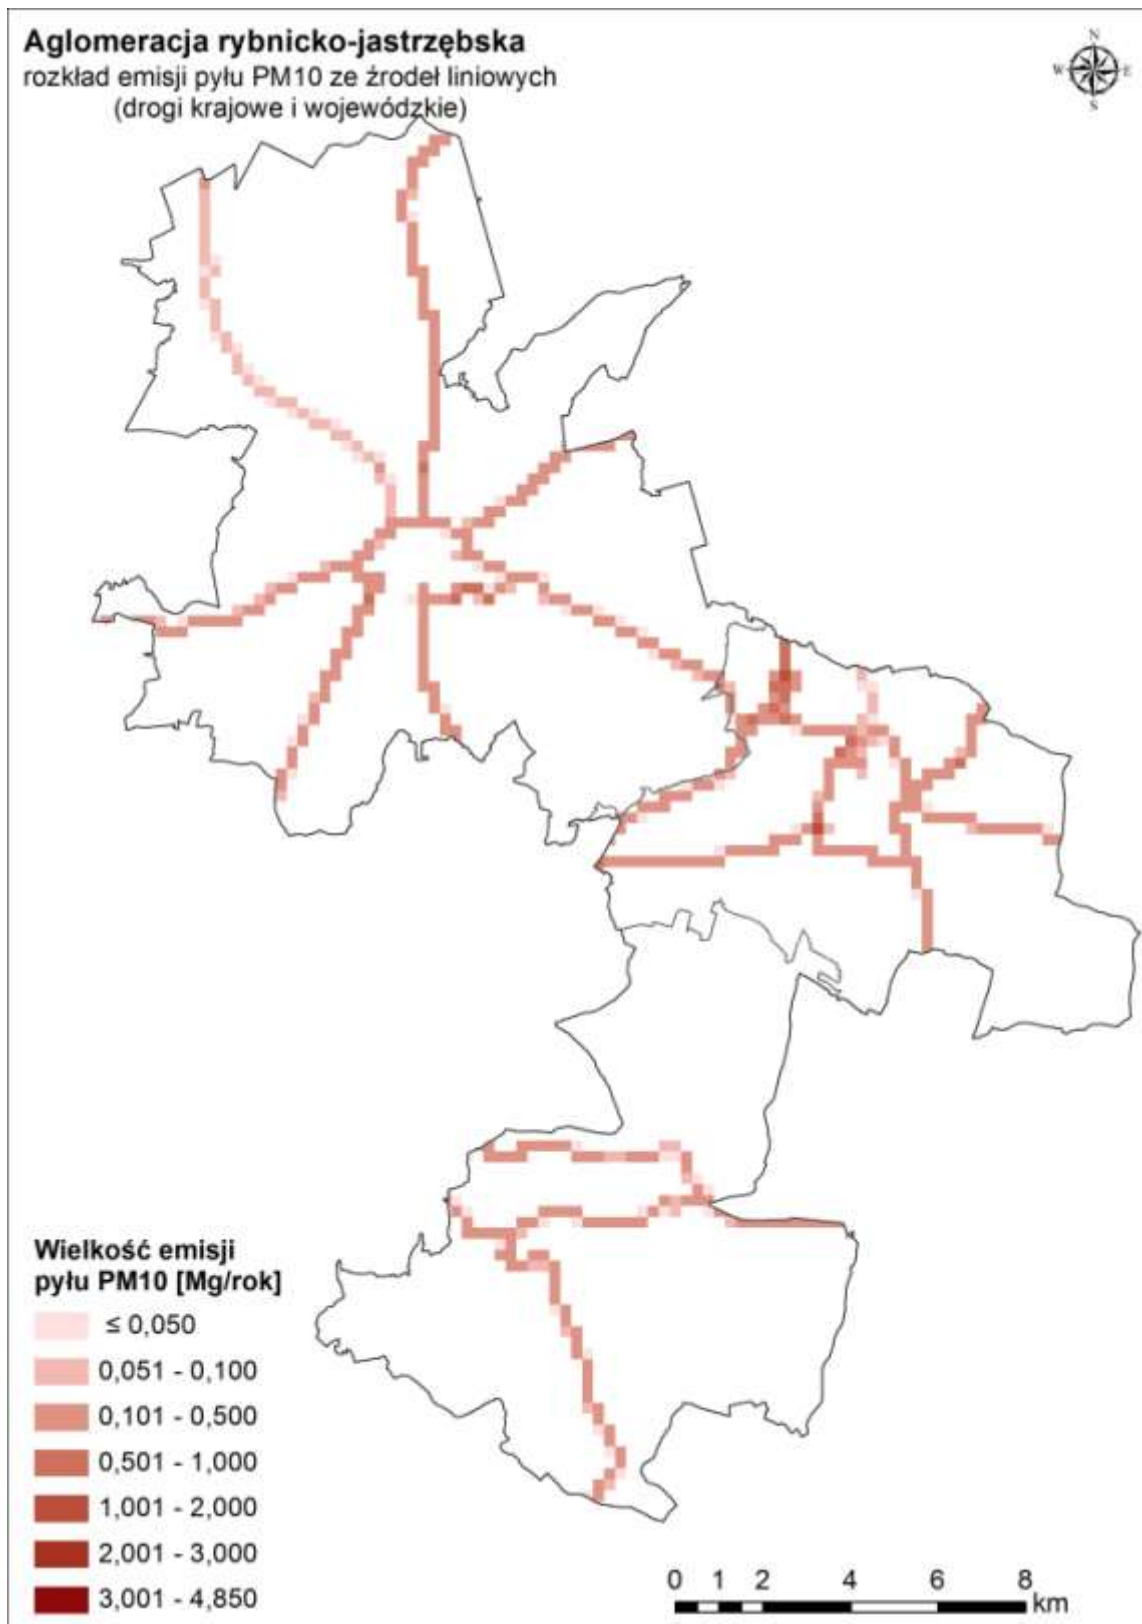 Aglomeracja rybnicko-jastrzębska
rozkład emisji pyłu PM10 ze źrodeł liniowych
(drogi krajowe i wojewódzkie)
N
W E
S
Wielkość emisji
pyłu PM10 [Mg/rok]
≤ 0,050
0,051 - 0,100
0,101 - 0,500
0,501 - 1,000
1,001 - 2,000
2,001 - 3,000
3,001 - 4,850
0 1 2 4 6 8
km